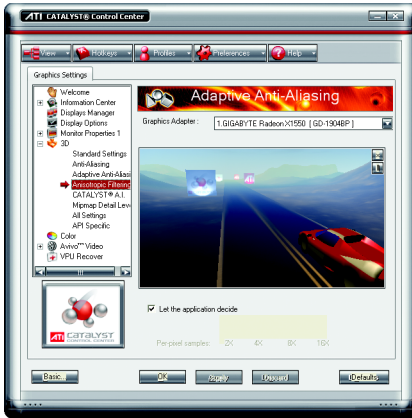 ATI CATALYST® Control Center
View Hotkeys Profiles Preferences Help
Graphics Settings
Welcome
Information Center
Displays Manager
Display Options
Monitor Properties 1
3D
Standard Settings
Anti-Aliasing
Adaptive Anti-Alias
Anisotropic Filtering
CATALYST® A.I.
Mipmap Detail Leve
All Settings
API Specific
Color
Avivo™ Video
VPU Recover
Adaptive Anti-Aliasing
Graphics Adapter : 1.GIGABYTE Radeon X1550 [ GD-1904BP ]
Let the application decide
Per-pixel samples: 2X 4X 8X 16X
ATI CATALYST
CONTROL CENTER
Basic... OK Apply Discard Defaults